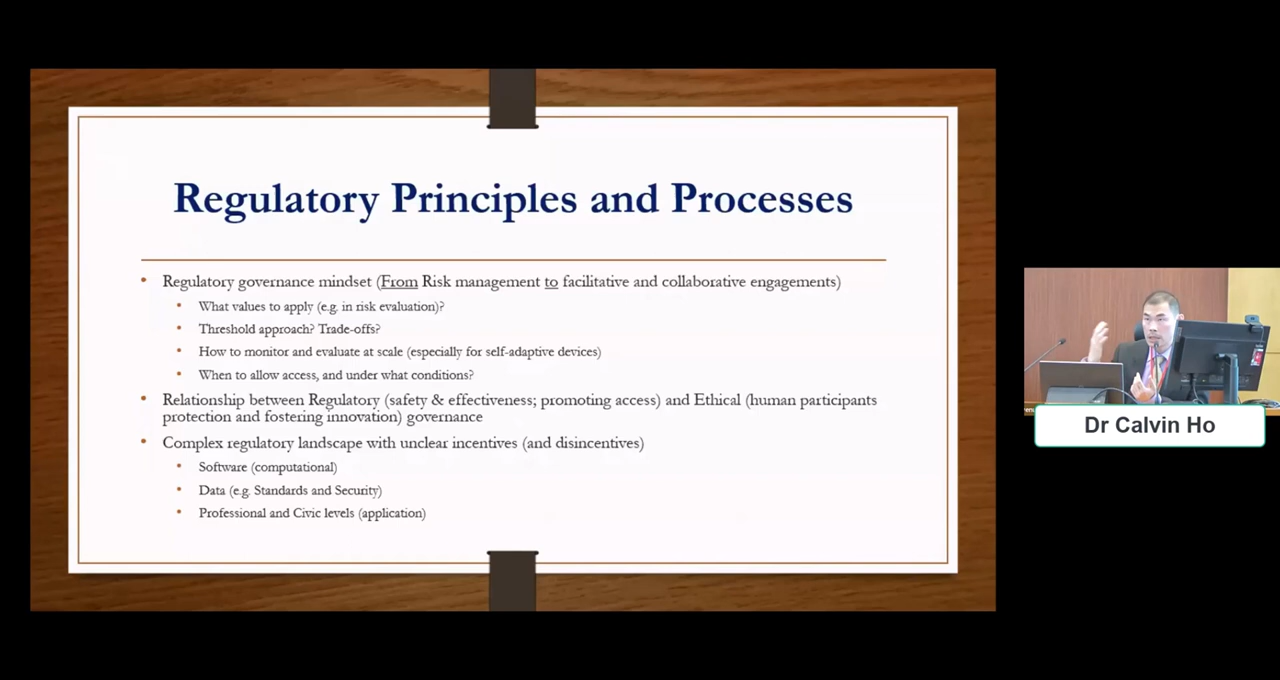 Regulatory Principles and Processes
• Regulatory governance mindset (From Risk management to facilitative and collaborative engagements)
• What values to apply (e.g. in risk evaluation)?
• Threshold approach? Trade-offs?
• How to monitor and evaluate at scale (especially for self-adaptive devices)
• When to allow access, and under what conditions?
• Relationship between Regulatory (safety & effectiveness; promoting access) and Ethical (human participants
protection and fostering innovation) governance
• Complex regulatory landscape with unclear incentives (and disincentives)
• Software (computational)
• Data (e.g. Standards and Security)
• Professional and Civic levels (application)
Dr Calvin Ho